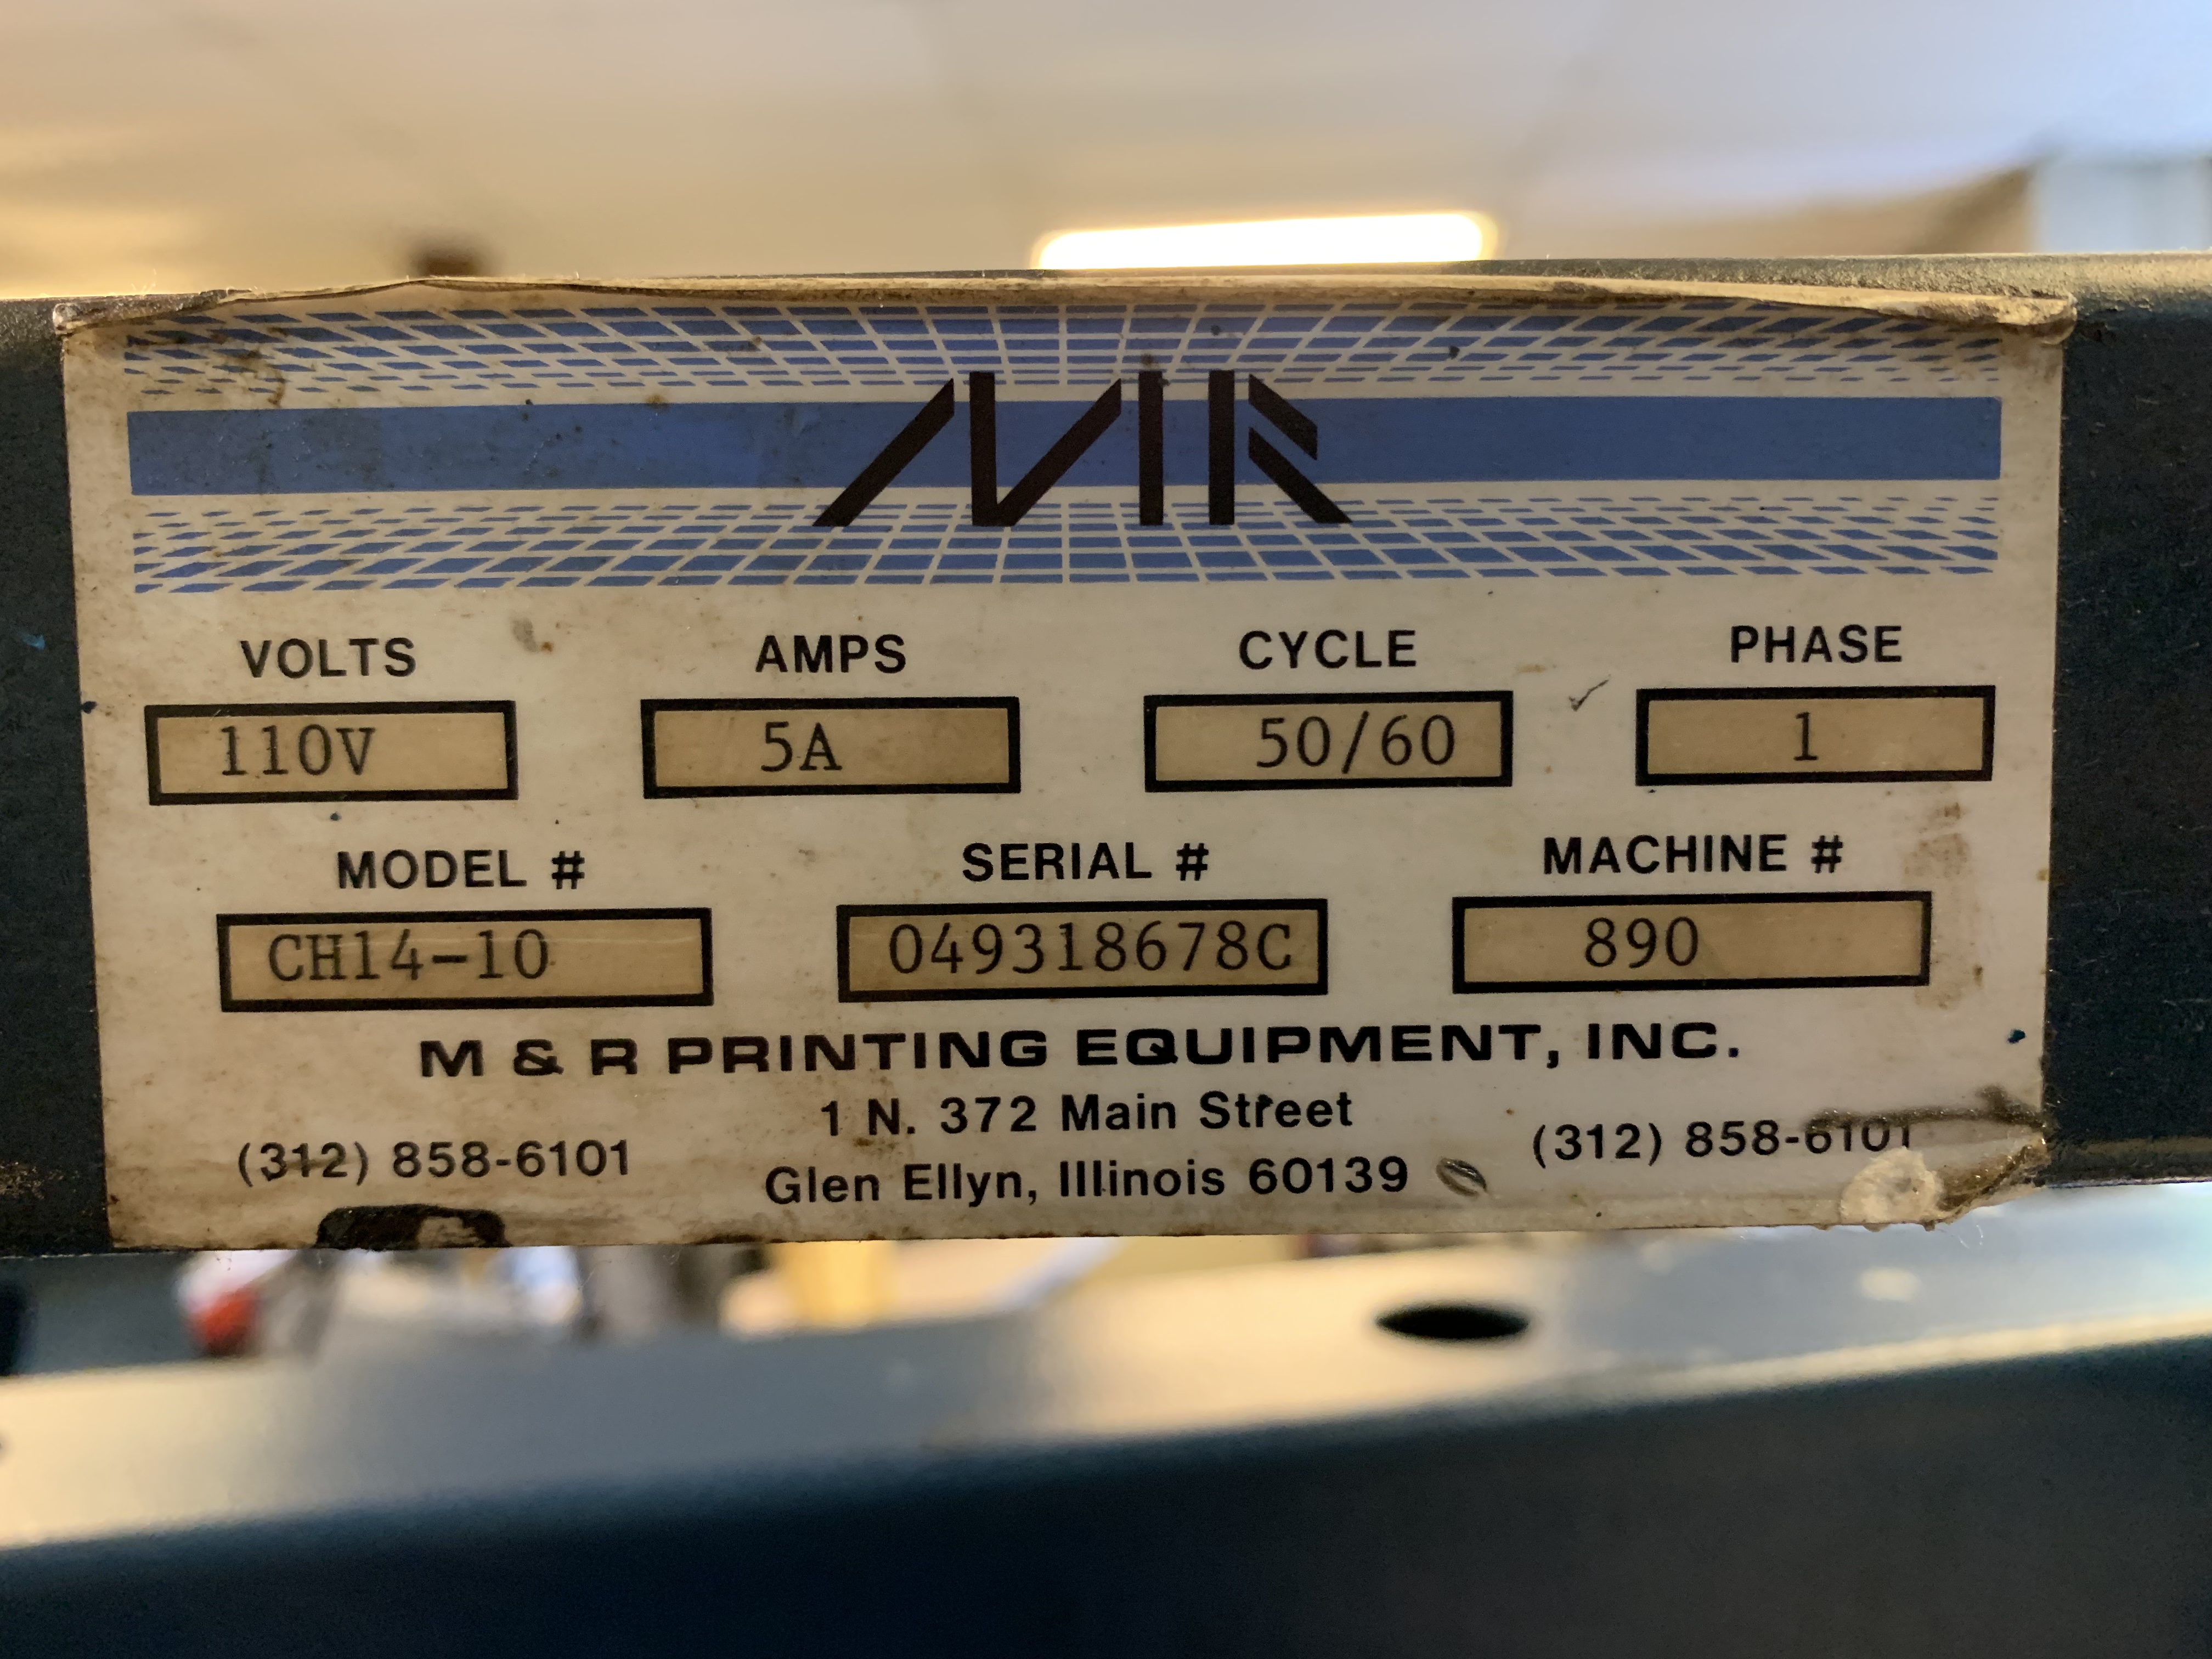 MR
VOLTS AMPS CYCLE PHASE
110V 5A 50/60 1
MODEL # SERIAL # MACHINE #
CH14-10 049318678C 890
M & R PRINTING EQUIPMENT, INC.
1 N. 372 Main Street
(312) 858-6101 Glen Ellyn, Illinois 60139 (312) 858-6101